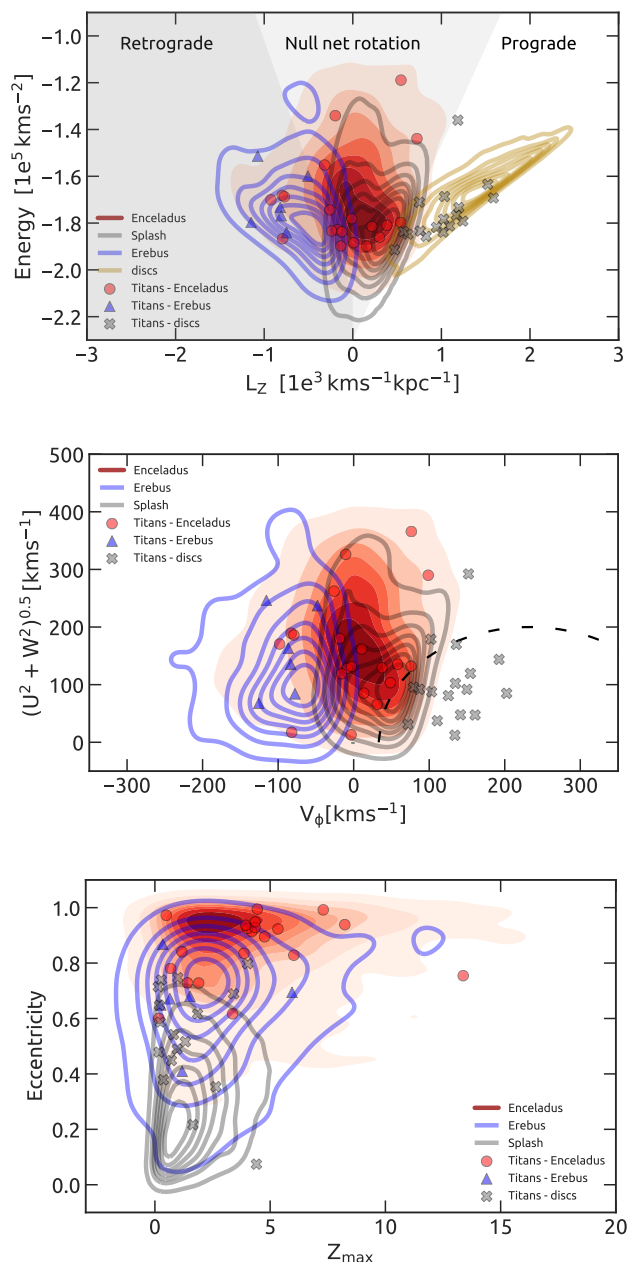 Retrograde Null net rotation Prograde
−1.0
−1.2
−1.4
−1.6
−1.8
−2.0
−2.2
Energy [1e⁵ kms⁻²]
Enceladus
Splash
Erebus
discs
Titans - Enceladus
Titans - Erebus
Titans - discs
−3 −2 −1 0 1 2 3
L_Z [1e³ kms⁻¹kpc⁻¹]
500
400
300
200
100
0
(U² + W²)^0.5 [kms⁻¹]
Enceladus
Erebus
Splash
Titans - Enceladus
Titans - Erebus
Titans - discs
−300 −200 −100 0 100 200 300
V_ϕ[kms⁻¹]
1.0
0.8
0.6
0.4
0.2
0.0
Eccentricity
Enceladus
Erebus
Splash
Titans - Enceladus
Titans - Erebus
Titans - discs
0 5 10 15 20
Z_max